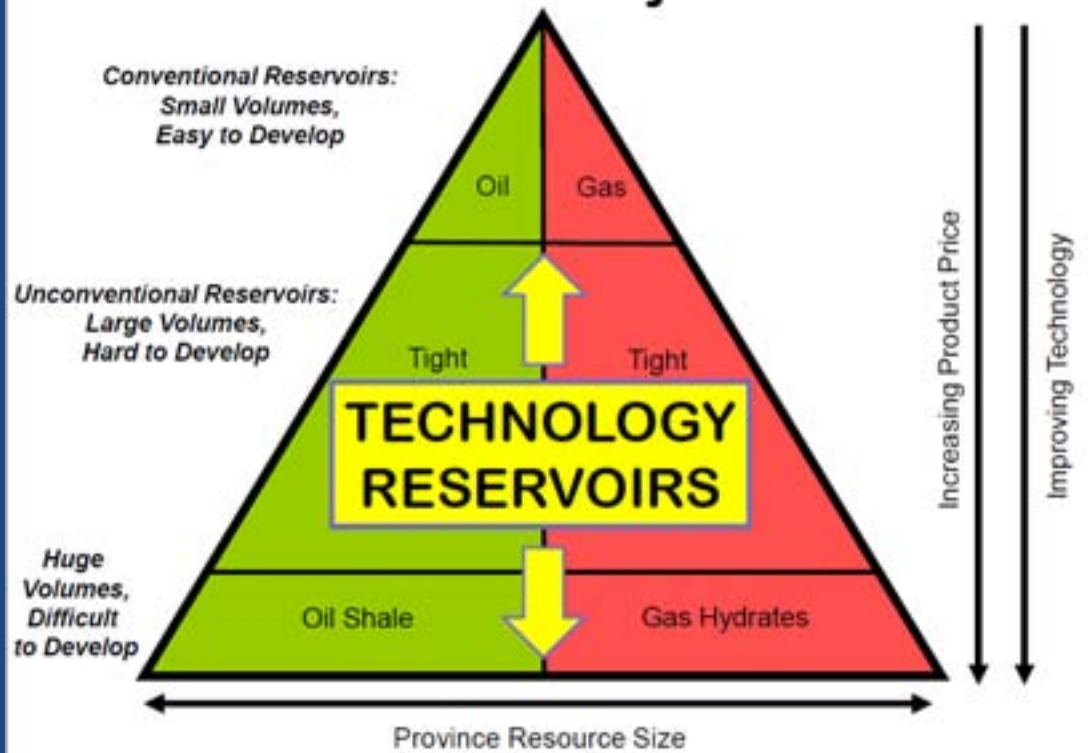 Conventional Reservoirs:
Small Volumes,
Easy to Develop
Oil
Gas
Unconventional Reservoirs:
Large Volumes,
Hard to Develop
Tight
Tight
TECHNOLOGY
RESERVOIRS
Huge
Volumes,
Difficult
to Develop
Oil Shale
Gas Hydrates
Province Resource Size
Increasing Product Price
Improving Technology